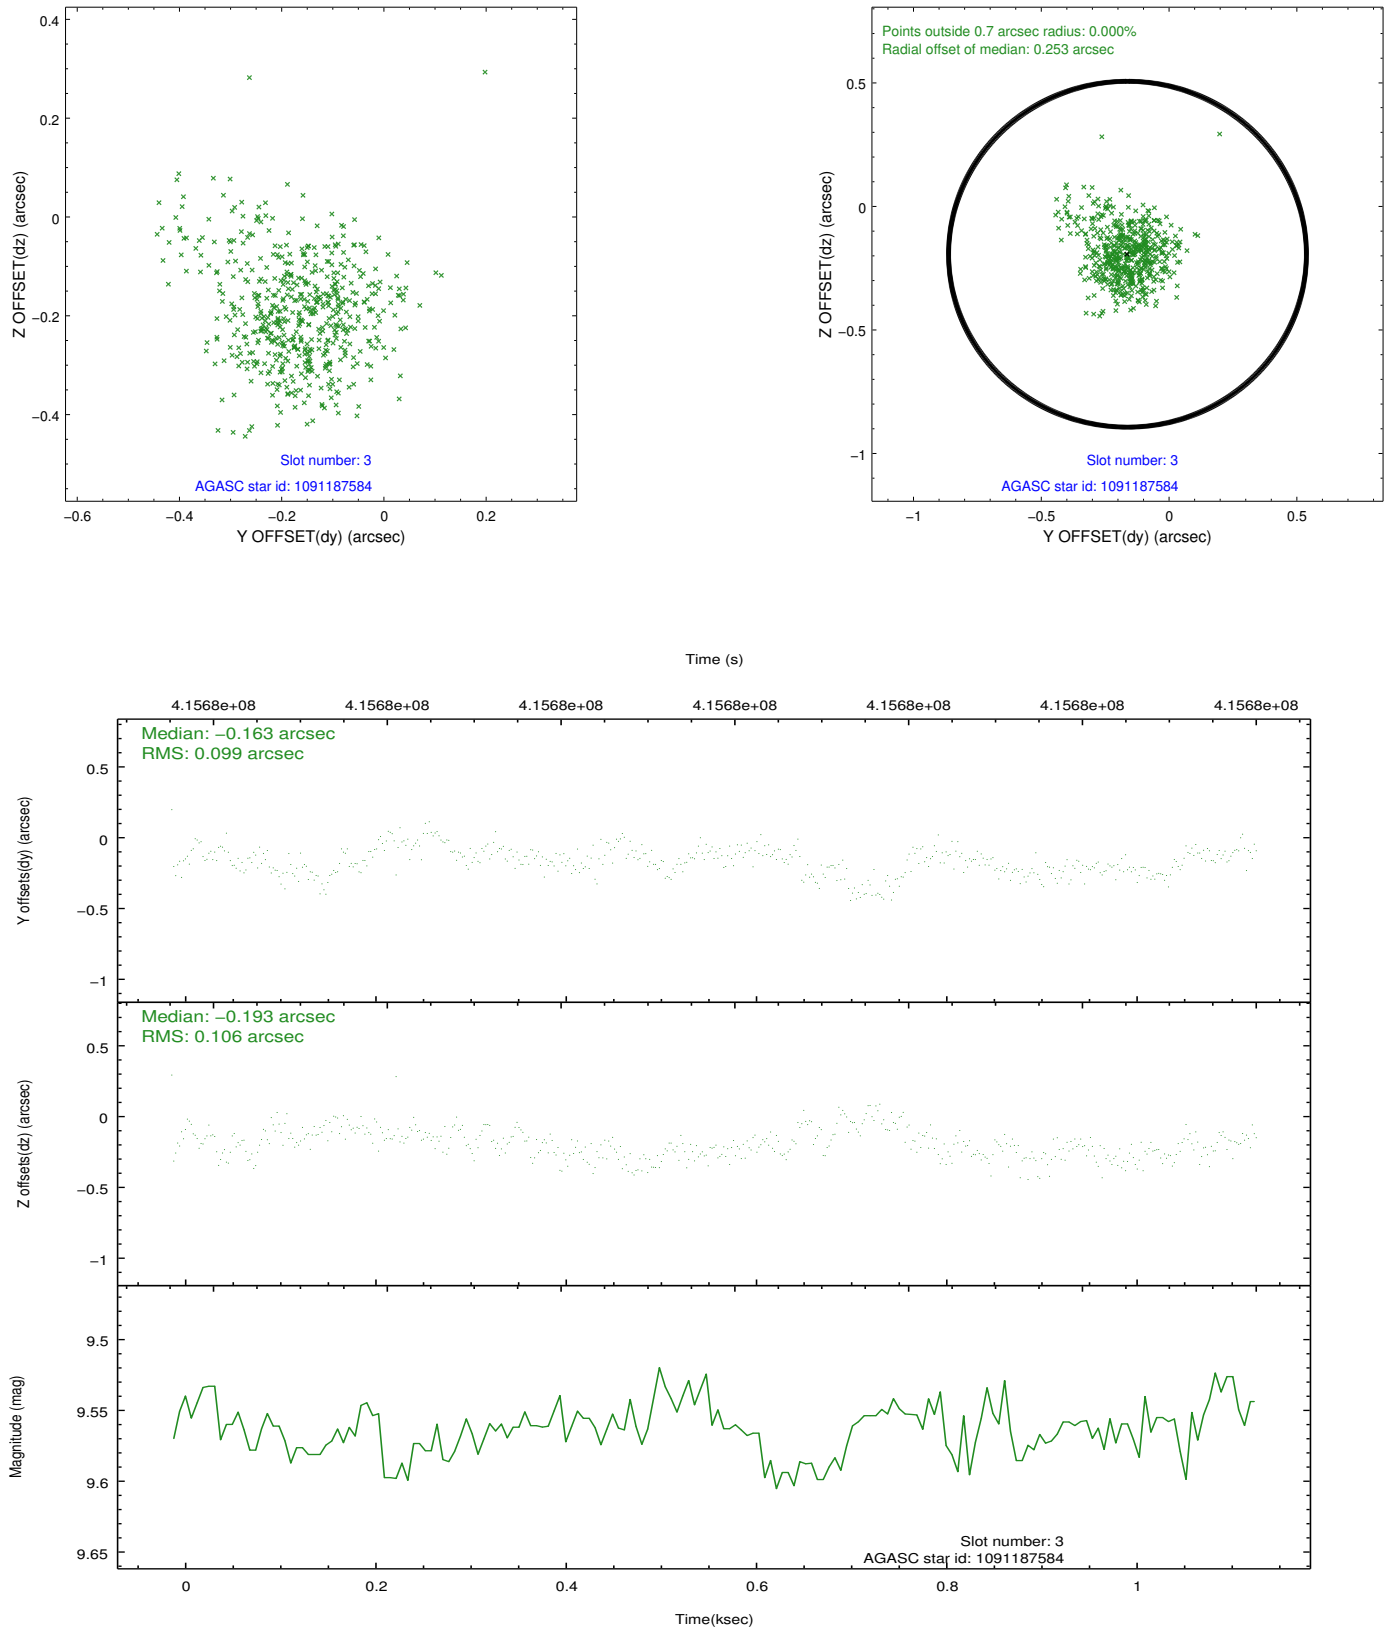 0.4
0.2
0
−0.2
−0.4
Z OFFSET(dz) (arcsec)
Slot number: 3
AGASC star id: 1091187584
−0.6 −0.4 −0.2 0 0.2
Y OFFSET(dy) (arcsec)
Points outside 0.7 arcsec radius: 0.000%
Radial offset of median: 0.253 arcsec
0.5
0
−0.5
−1
Z OFFSET(dz) (arcsec)
Slot number: 3
AGASC star id: 1091187584
−1 −0.5 0 0.5
Y OFFSET(dy) (arcsec)
Time (s)
4.1568e+08 4.1568e+08 4.1568e+08 4.1568e+08 4.1568e+08 4.1568e+08 4.1568e+08
Median: −0.163 arcsec
RMS: 0.099 arcsec
0.5
0
−0.5
−1
Y offsets(dy) (arcsec)
Median: −0.193 arcsec
RMS: 0.106 arcsec
0.5
0
−0.5
−1
Z offsets(dz) (arcsec)
9.5
9.55
9.6
9.65
Magnitude (mag)
Slot number: 3
AGASC star id: 1091187584
0 0.2 0.4 0.6 0.8 1
Time(ksec)